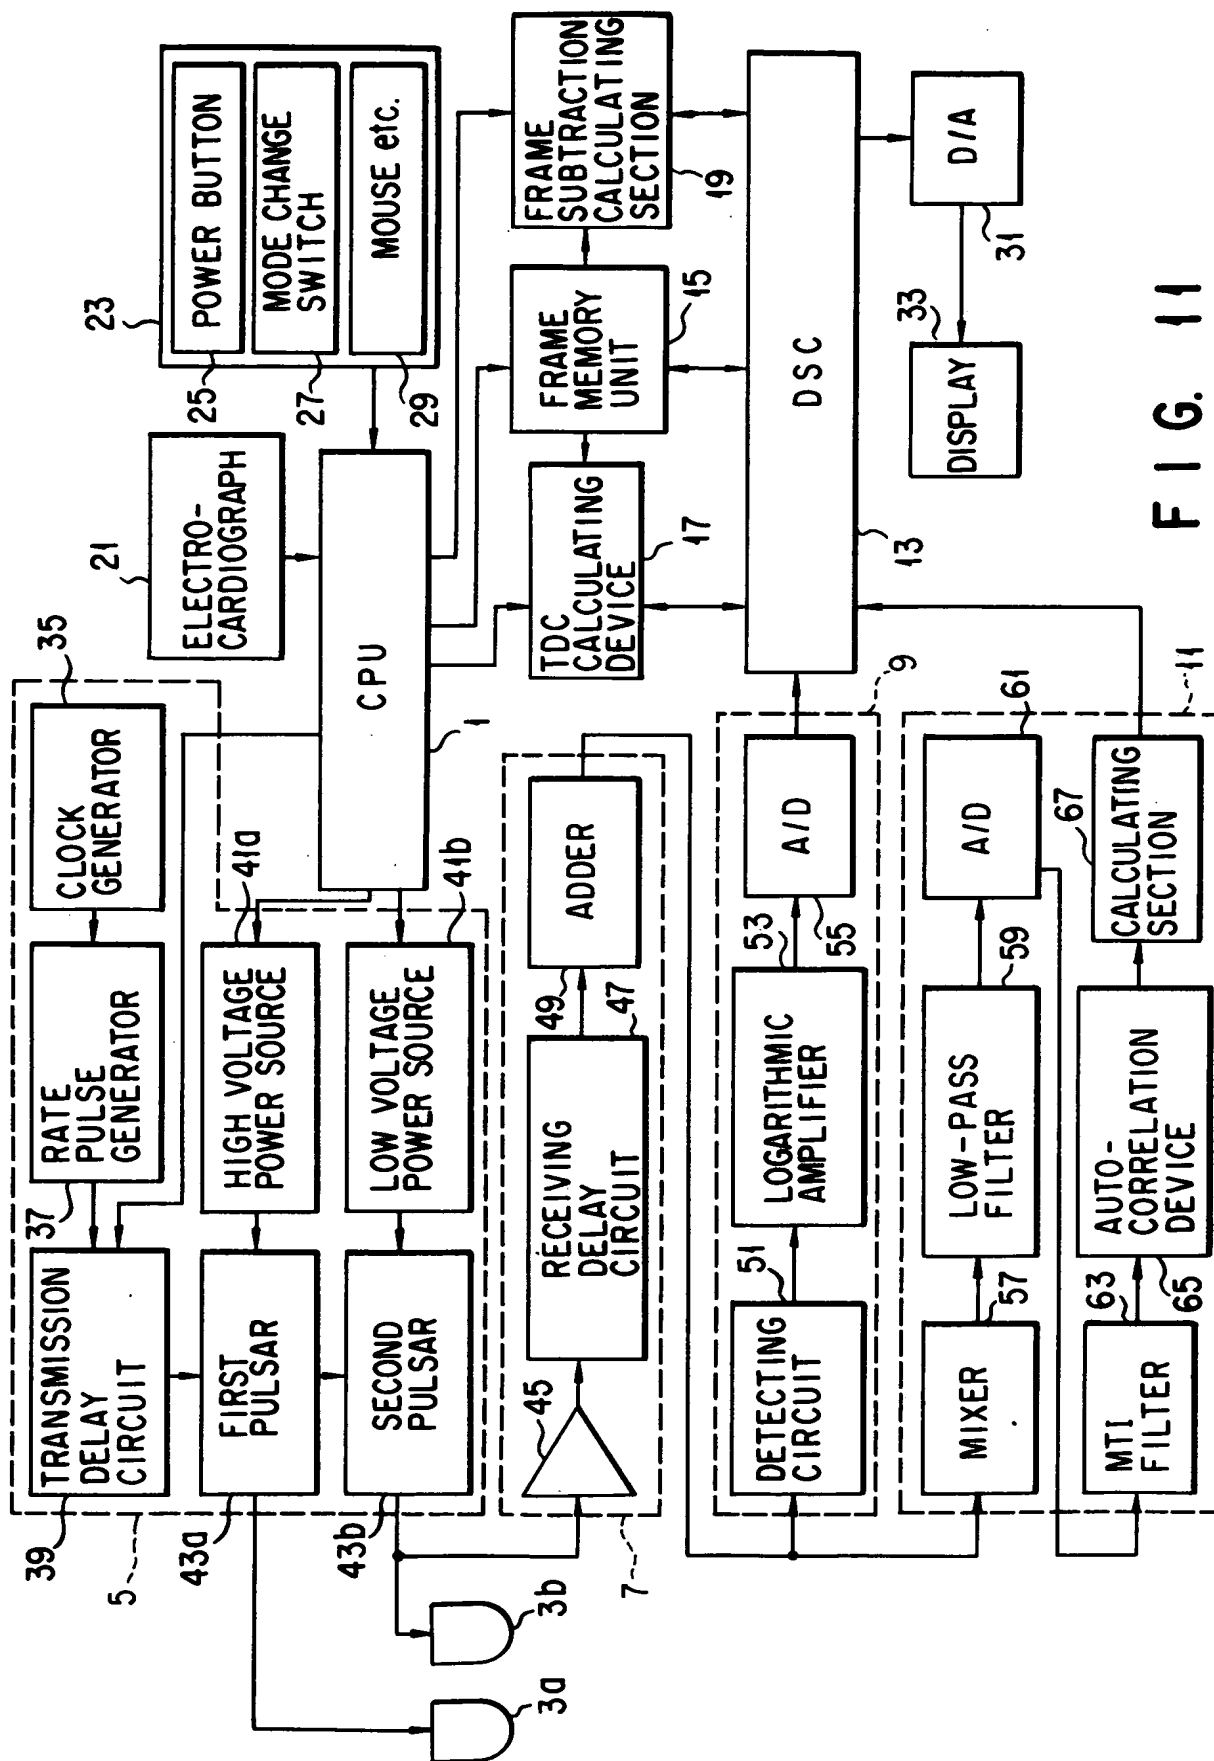 35
CLOCK
GENERATOR
RATE
PULSE
GENERATOR
37
TRANSMISSION
DELAY
CIRCUIT
39
5
HIGH VOLTAGE
POWER SOURCE
41a
FIRST
PULSAR
43a
LOW VOLTAGE
POWER SOURCE
41b
SECOND
PULSAR
43b
3a
3b
21
ELECTRO-
CARDIOGRAPH
23
25
POWER BUTTON
27
MODE CHANGE
SWITCH
29
MOUSE etc.
CPU
1
45
RECEIVING
DELAY
CIRCUIT
47
49
ADDER
7
TDC
CALCULATING
DEVICE
17
FRAME
MEMORY
UNIT
15
FRAME
SUBTRACTION
CALCULATING
SECTION
19
DETECTING
CIRCUIT
51
LOGARITHMIC
AMPLIFIER
53
A/D
55
9
DSC
13
MIXER
57
LOW-PASS
FILTER
59
A/D
61
MTI
FILTER
63
AUTO-
CORRELATION
DEVICE
65
CALCULATING
SECTION
67
11
D/A
31
DISPLAY
33
FIG. 11